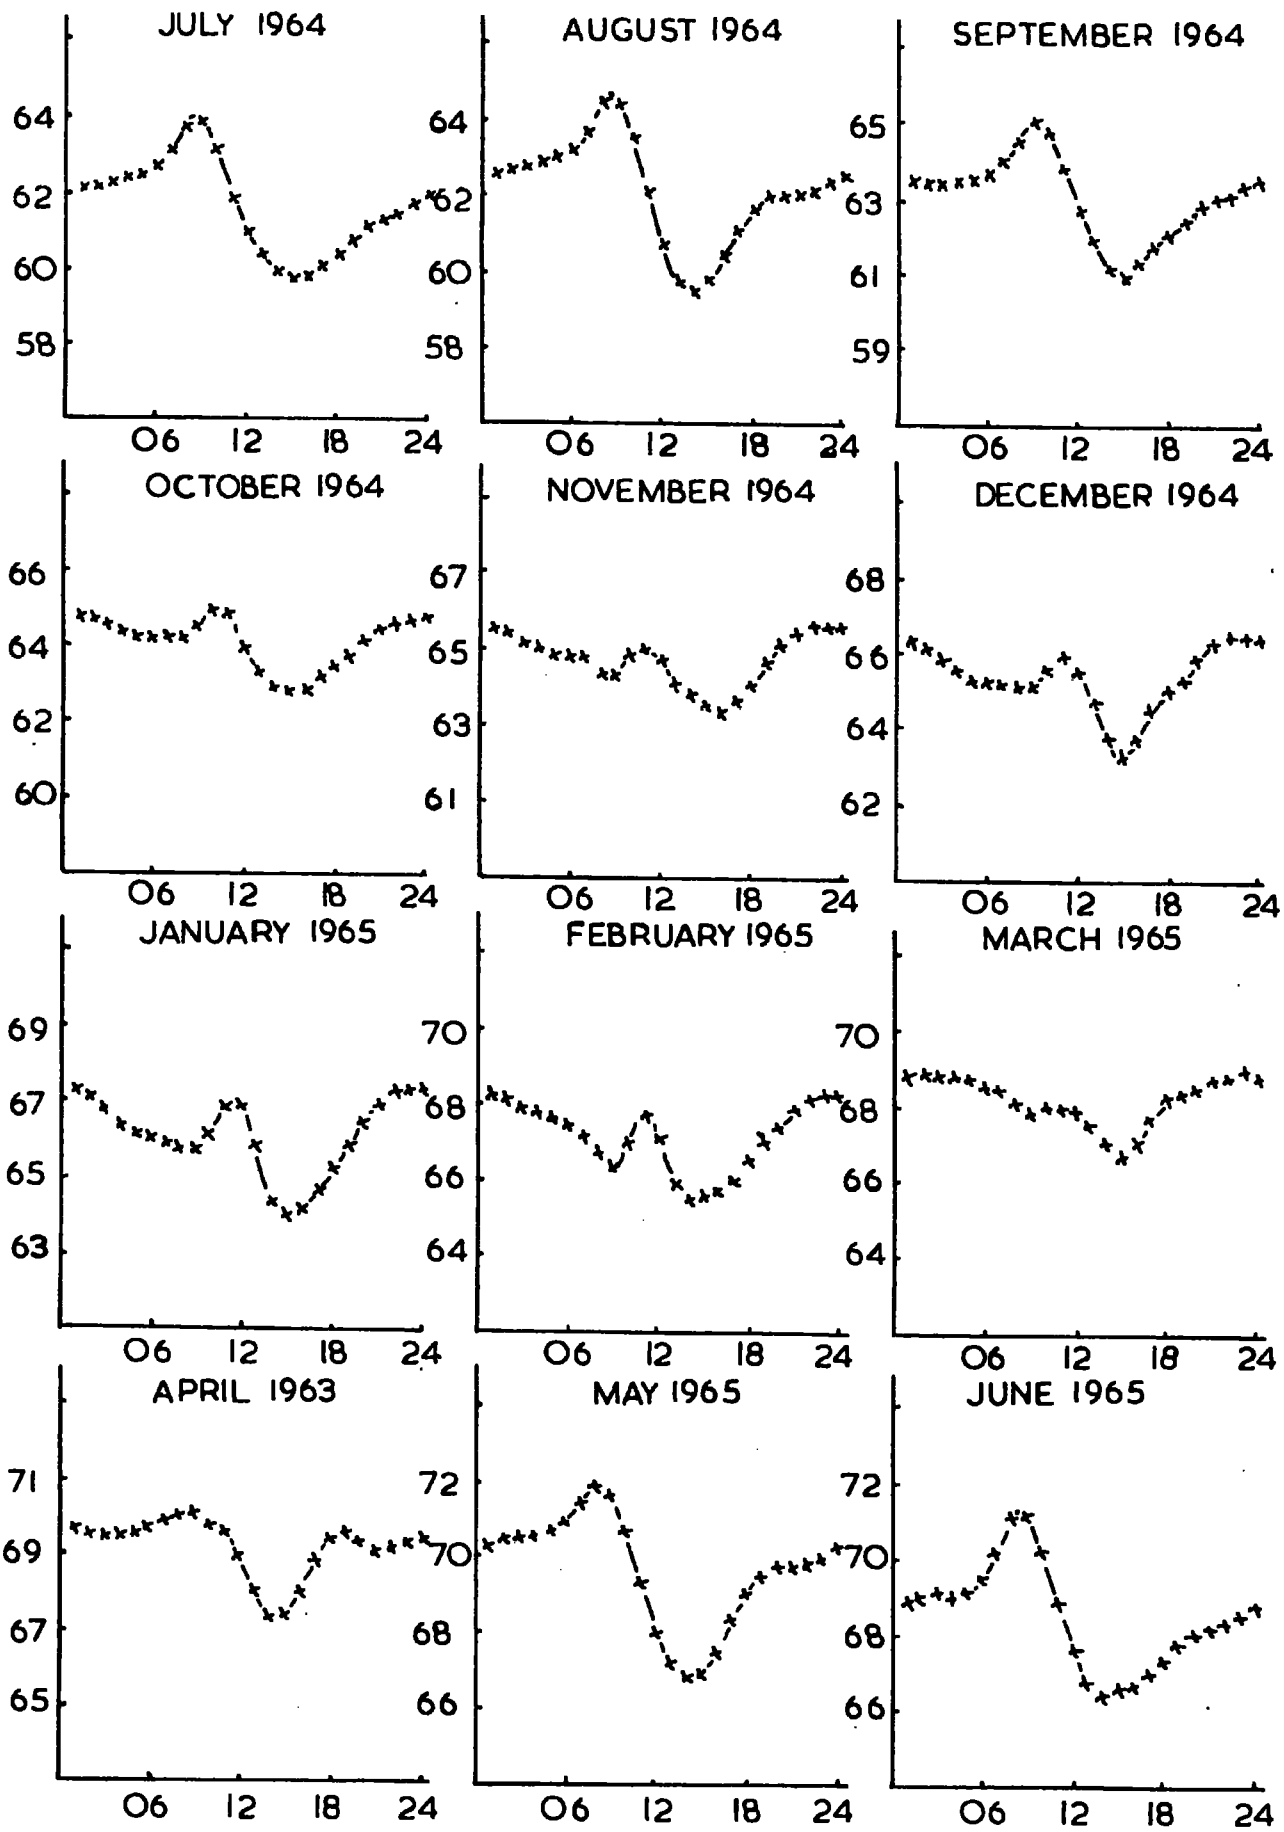 JULY 1964
64
62
60
58
06 12 18 24
AUGUST 1964
64
62
60
58
06 12 18 24
SEPTEMBER 1964
65
63
61
59
06 12 18 24
OCTOBER 1964
66
64
62
60
06 12 18 24
NOVEMBER 1964
67
65
63
61
06 12 18 24
DECEMBER 1964
68
66
64
62
06 12 18 24
JANUARY 1965
69
67
65
63
06 12 18 24
FEBRUARY 1965
70
68
66
64
06 12 18 24
MARCH 1965
70
68
66
64
06 12 18 24
APRIL 1963
71
69
67
65
06 12 18 24
MAY 1965
72
70
68
66
06 12 18 24
JUNE 1965
72
70
68
66
06 12 18 24